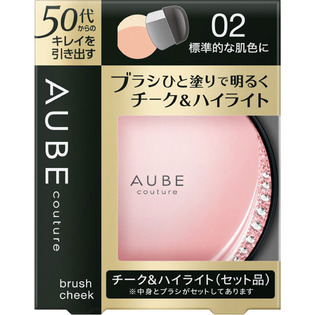 50代
からの
キレイを
引き出す
02
標準的な肌色に
ブラシひと塗りで明るく
チーク&ハイライト
AUBE
couture
AUBE
couture
brush
cheek
チーク&ハイライト(セット品)
※中身とブラシがセットしてあります